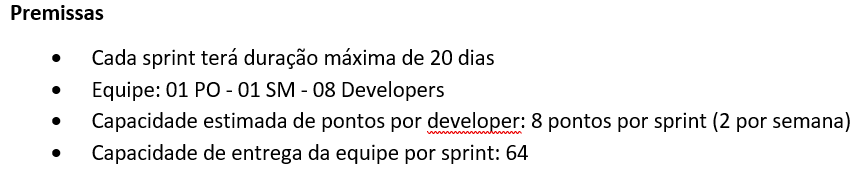 Premissas
• Cada sprint terá duração máxima de 20 dias
• Equipe: 01 PO - 01 SM - 08 Developers
• Capacidade estimada de pontos por developer: 8 pontos por sprint (2 por semana)
• Capacidade de entrega da equipe por sprint: 64